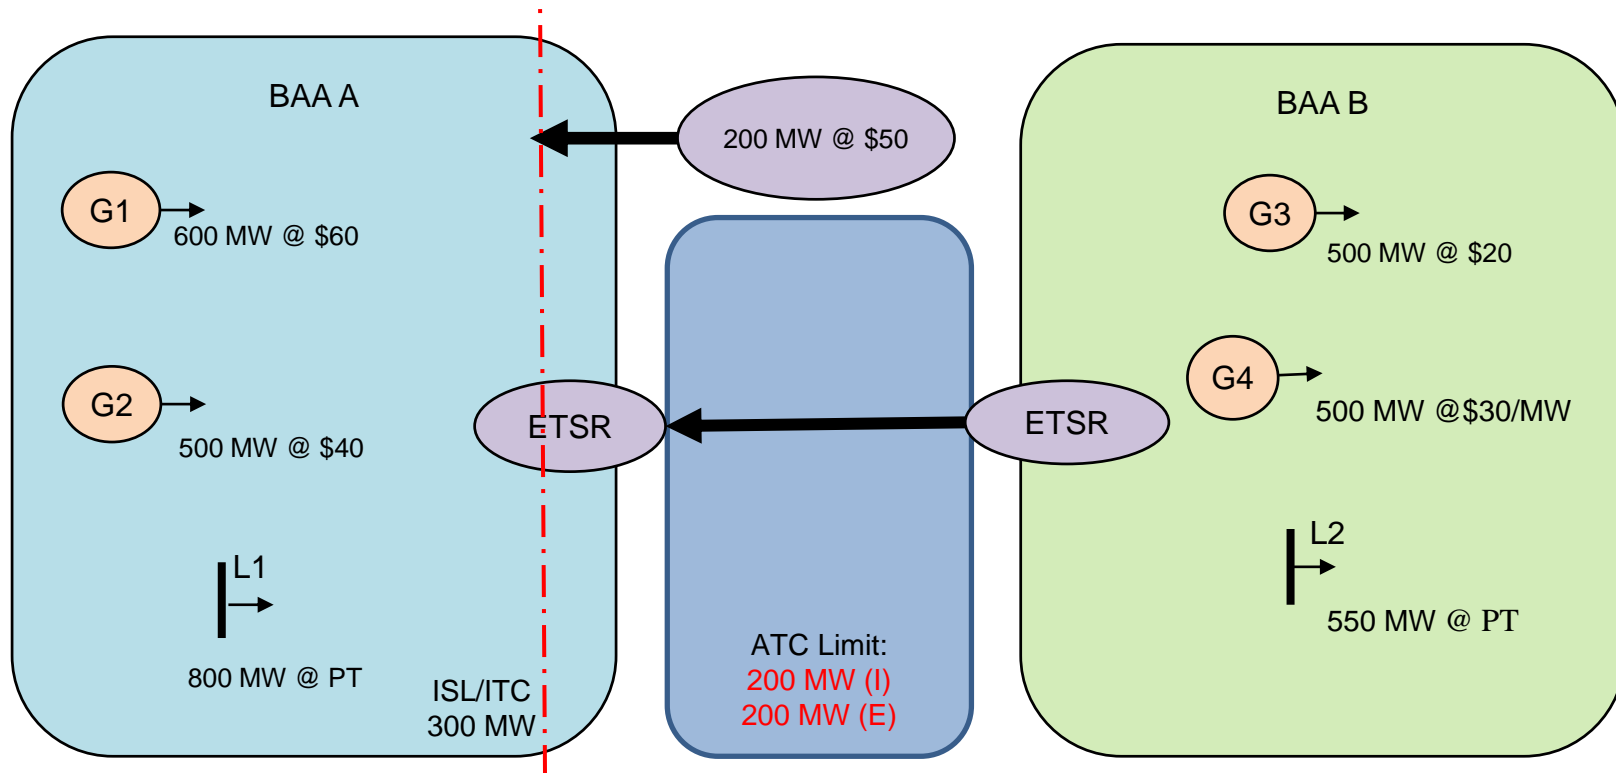 BAA A
BAA B
200 MW @ $50
G1
600 MW @ $60
G3
500 MW @ $20
G2
500 MW @ $40
ETSR
ETSR
G4
500 MW @$30/MW
L1
800 MW @ PT
ISL/ITC
300 MW
ATC Limit:
200 MW (I)
200 MW (E)
L2
550 MW @ PT